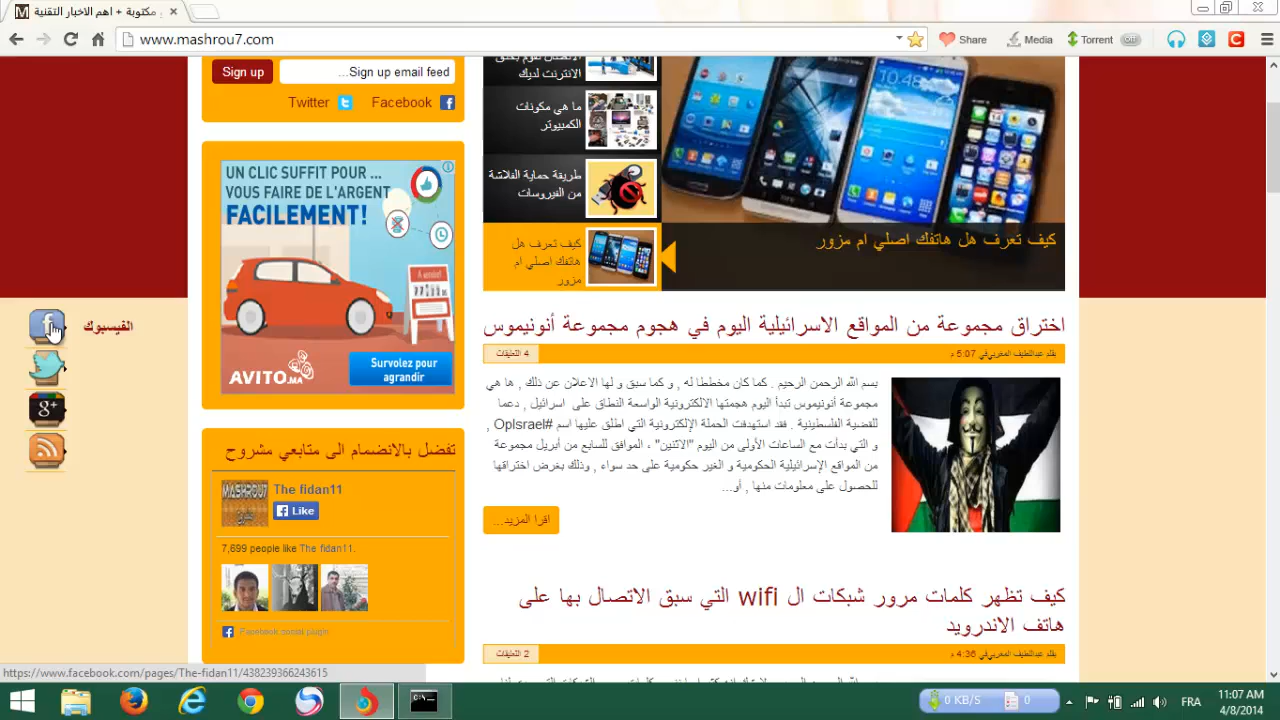 مكتوبة + اهم الاخبار التقنية
www.mashrou7.com
Share
Media
Torrent
Off
Sign up
Sign up email feed...
Twitter
Facebook
الانترنت لديك
ما هي مكونات
الكمبيوتر
طريقة حماية الفلاشة
من الفيروسات
كيف تعرف هل
هاتفك اصلي ام
مزور
كيف تعرف هل هاتفك اصلي ام مزور
UN CLIC SUFFIT POUR ...
VOUS FAIRE DE L'ARGENT
FACILEMENT!
A vendre!
AVITO.MA
Survolez pour
agrandir
الفيسبوك
تفضل بالانضمام الى متابعي مشروح
MASHROU7
The fidan11
Like
7,699 people like The fidan11.
Facebook social plugin
اختراق مجموعة من المواقع الاسرائيلية اليوم في هجوم مجموعة أنونيموس
بقلم عبداللطيف المغربي في 5:07 م
4 التعليقات
بسم الله الرحمن الرحيم . كما كان مخططا له , و كما سبق و لها الاعلان عن ذلك , ها هي
مجموعة أنونيموس تبدأ اليوم هجمتها الالكترونية الواسعة النطاق على اسرائيل , دعما
للقضية الفلسطينية . فقد استهدفت الحملة الإلكترونية التي اطلق عليها اسم #OpIsrael ,
و التي بدأت مع الساعات الأولى من اليوم "الاثنين" ، الموافق للسابع من أبريل مجموعة
من المواقع الإسرائيلية الحكومية و الغير حكومية على حد سواء , وذلك بغرض اختراقها
للحصول على معلومات منها , أو...
اقرا المزيد...
كيف تظهر كلمات مرور شبكات ال wifi التي سبق الاتصال بها على
هاتف الاندرويد
بقلم عبداللطيف المغربي في 4:36 م
2 التعليقات
https://www.facebook.com/pages/The-fidan11/438239366243615
0 KB/S
0
FRA
11:07 AM
4/8/2014